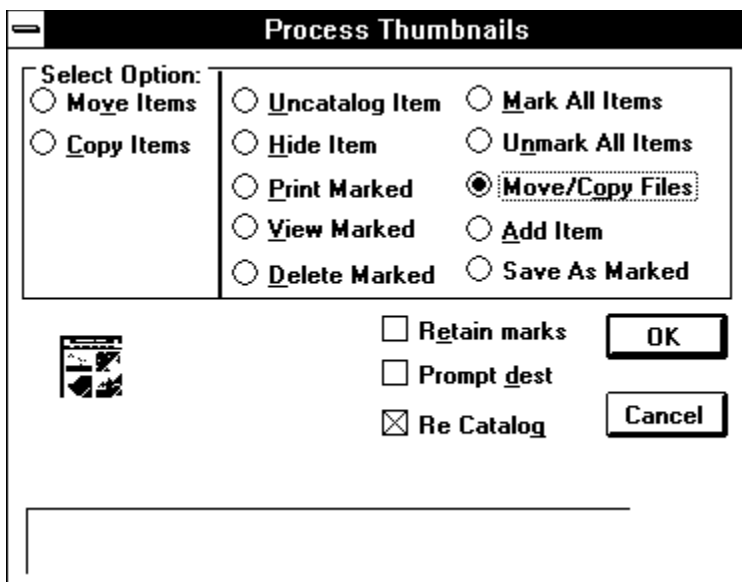 Process Thumbnails
Select Option:
Move Items
Copy Items
Uncatalog Item
Hide Item
Print Marked
View Marked
Delete Marked
Mark All Items
Unmark All Items
Move/Copy Files
Add Item
Save As Marked
Retain marks
Prompt dest
Re Catalog
OK
Cancel